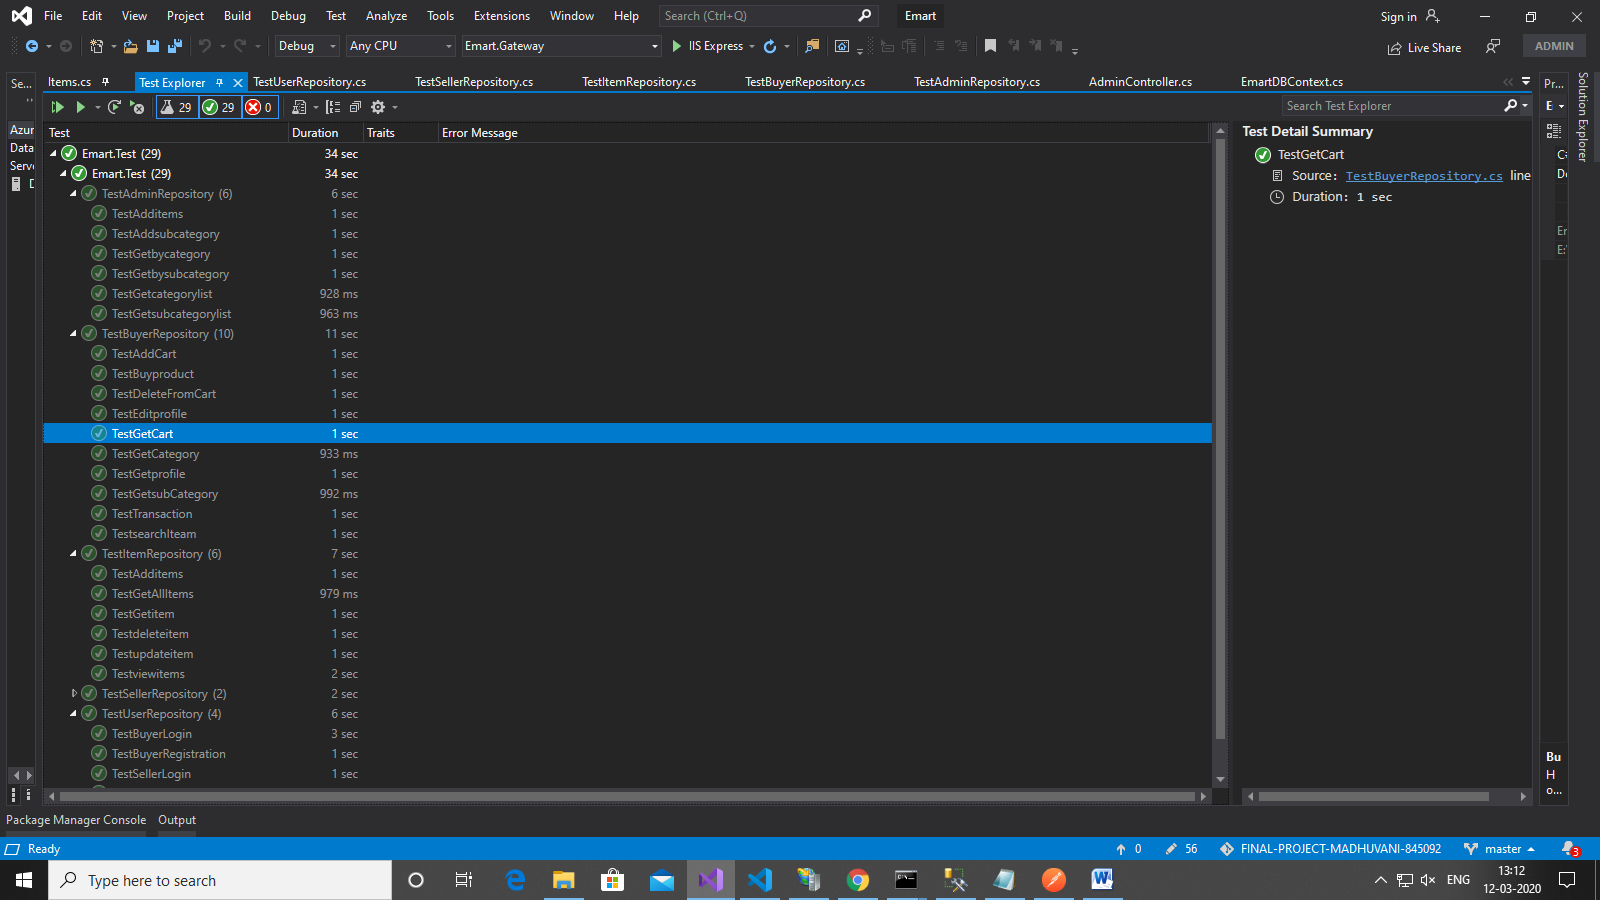 File Edit View Project Build Debug Test Analyze Tools Extensions Window Help Search (Ctrl+Q) Emart Sign in
Debug Any CPU Emart.Gateway IIS Express Live Share ADMIN
Se... Items.cs Test Explorer TestUserRepository.cs TestSellerRepository.cs TestItemRepository.cs TestBuyerRepository.cs TestAdminRepository.cs AdminController.cs EmartDBContext.cs Pr... Solution Explorer
29 29 0 Search Test Explorer E
Azur
Data
Serv
D
Test Duration Traits Error Message
Emart.Test (29) 34 sec
Emart.Test (29) 34 sec
TestAdminRepository (6) 6 sec
TestAdditems 1 sec
TestAddsubcategory 1 sec
TestGetbycategory 1 sec
TestGetbysubcategory 1 sec
TestGetcategorylist 928 ms
TestGetsubcategorylist 963 ms
TestBuyerRepository (10) 11 sec
TestAddCart 1 sec
TestBuyproduct 1 sec
TestDeleteFromCart 1 sec
TestEditprofile 1 sec
TestGetCart 1 sec
TestGetCategory 933 ms
TestGetprofile 1 sec
TestGetsubCategory 992 ms
TestTransaction 1 sec
TestsearchIteam 1 sec
TestItemRepository (6) 7 sec
TestAdditems 1 sec
TestGetAllItems 979 ms
TestGetitem 1 sec
Testdeleteitem 1 sec
Testupdateitem 1 sec
Testviewitems 2 sec
TestSellerRepository (2) 2 sec
TestUserRepository (4) 6 sec
TestBuyerLogin 3 sec
TestBuyerRegistration 1 sec
TestSellerLogin 1 sec
Test Detail Summary
TestGetCart
Source: TestBuyerRepository.cs line
Duration: 1 sec
C#
Do
Er
E:\
Bu
H
o...
Package Manager Console Output
Ready 0 56 FINAL-PROJECT-MADHUVANI-845092 master 3
Type here to search ENG 13:12
12-03-2020